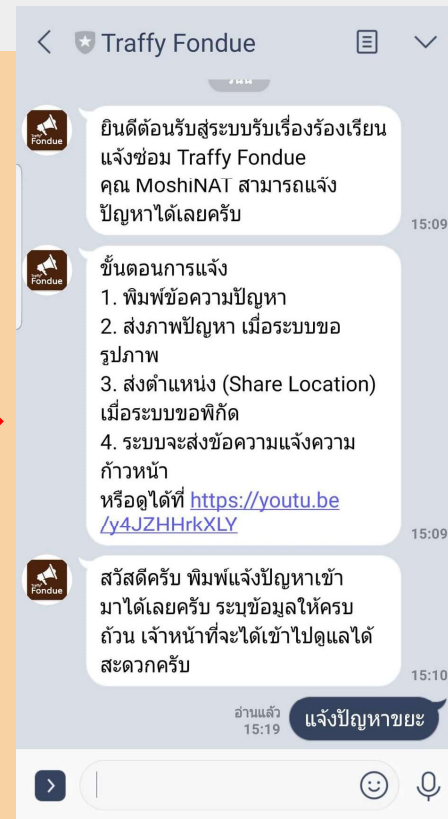 Traffy Fondue
ยินดีต้อนรับสู่ระบบรับเรื่องร้องเรียน
แจ้งซ่อม Traffy Fondue
คุณ MoshiNAT สามารถแจ้ง
ปัญหาได้เลยครับ
15:09
ขั้นตอนการแจ้ง
1. พิมพ์ข้อความปัญหา
2. ส่งภาพปัญหา เมื่อระบบขอ
รูปภาพ
3. ส่งตำแหน่ง (Share Location)
เมื่อระบบขอพิกัด
4. ระบบจะส่งข้อความแจ้งความ
ก้าวหน้า
หรือดูได้ที่ https://youtu.be
/y4JZHHrkXLY
15:09
สวัสดีครับ พิมพ์แจ้งปัญหาเข้า
มาได้เลยครับ ระบุข้อมูลให้ครบ
ถ้วน เจ้าหน้าที่จะได้เข้าไปดูแลได้
สะดวกครับ
15:10
อ่านแล้ว
15:19
แจ้งปัญหาขยะ